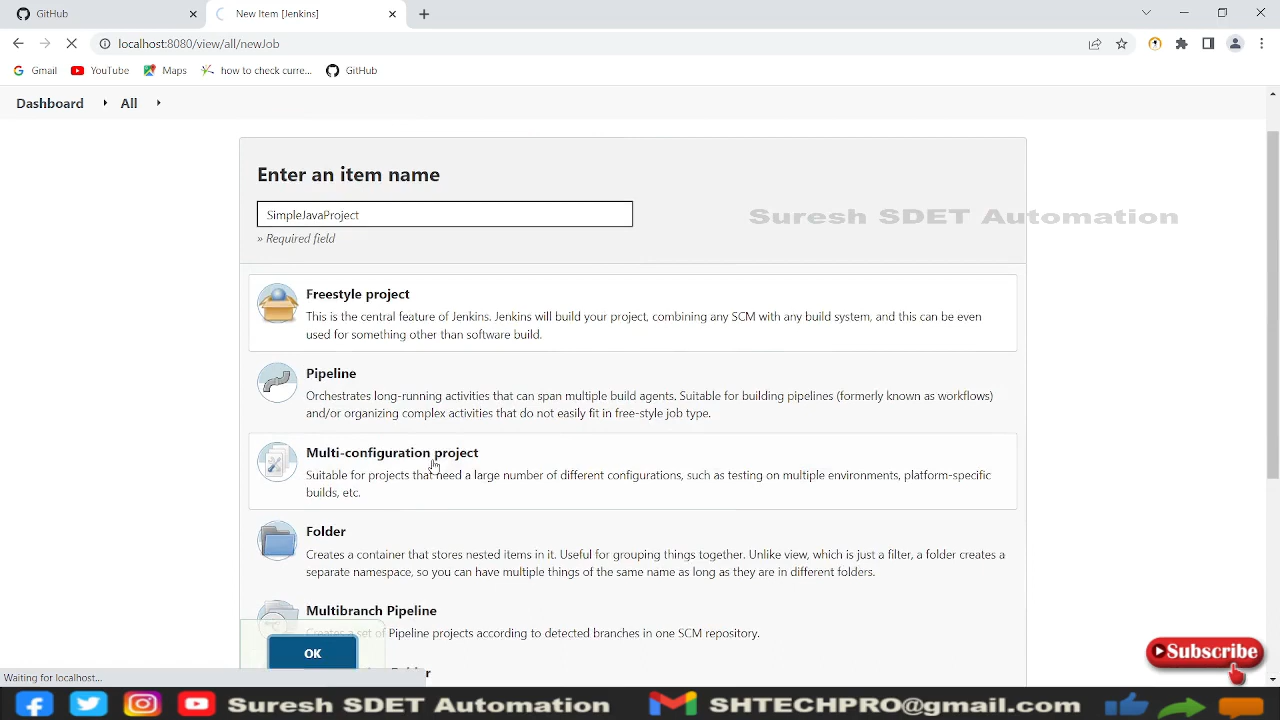 GitHub
New Item [Jenkins]
localhost:8080/view/all/newJob
Gmail
YouTube
Maps
how to check curre...
GitHub
Dashboard
All
Enter an item name
SimpleJavaProject
» Required field
Suresh SDET Automation
Freestyle project
This is the central feature of Jenkins. Jenkins will build your project, combining any SCM with any build system, and this can be even
used for something other than software build.
Pipeline
Orchestrates long-running activities that can span multiple build agents. Suitable for building pipelines (formerly known as workflows)
and/or organizing complex activities that do not easily fit in free-style job type.
Multi-configuration project
Suitable for projects that need a large number of different configurations, such as testing on multiple environments, platform-specific
builds, etc.
Folder
Creates a container that stores nested items in it. Useful for grouping things together. Unlike view, which is just a filter, a folder creates a
separate namespace, so you can have multiple things of the same name as long as they are in different folders.
Multibranch Pipeline
Creates a set of Pipeline projects according to detected branches in one SCM repository.
OK
Subscribe
Waiting for localhost...
Suresh SDET Automation
SHTECHPRO@gmail.com